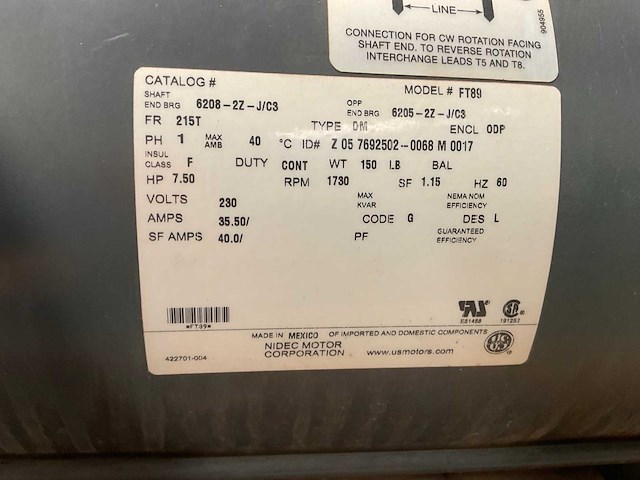 LINE
904955
CONNECTION FOR CW ROTATION FACING
SHAFT END. TO REVERSE ROTATION
INTERCHANGE LEADS T5 AND T8.
CATALOG #
MODEL # FT89
SHAFT END BRG 6208-2Z-J/C3 OPP END BRG 6205-2Z-J/C3
FR 215T TYPE DM ENCL ODP
PH 1 MAX AMB 40 °C ID# Z 05 7692502-0068 M 0017
INSUL CLASS F DUTY CONT WT 150 LB BAL
HP 7.50 RPM 1730 SF 1.15 HZ 60
VOLTS 230 MAX KVAR NEMA NOM EFFICIENCY
AMPS 35.50/ CODE G DES L
SF AMPS 40.0/ PF GUARANTEED EFFICIENCY
*FT89*
MADE IN MEXICO OF IMPORTED AND DOMESTIC COMPONENTS
NIDEC MOTOR
CORPORATION www.usmotors.com
422701-004